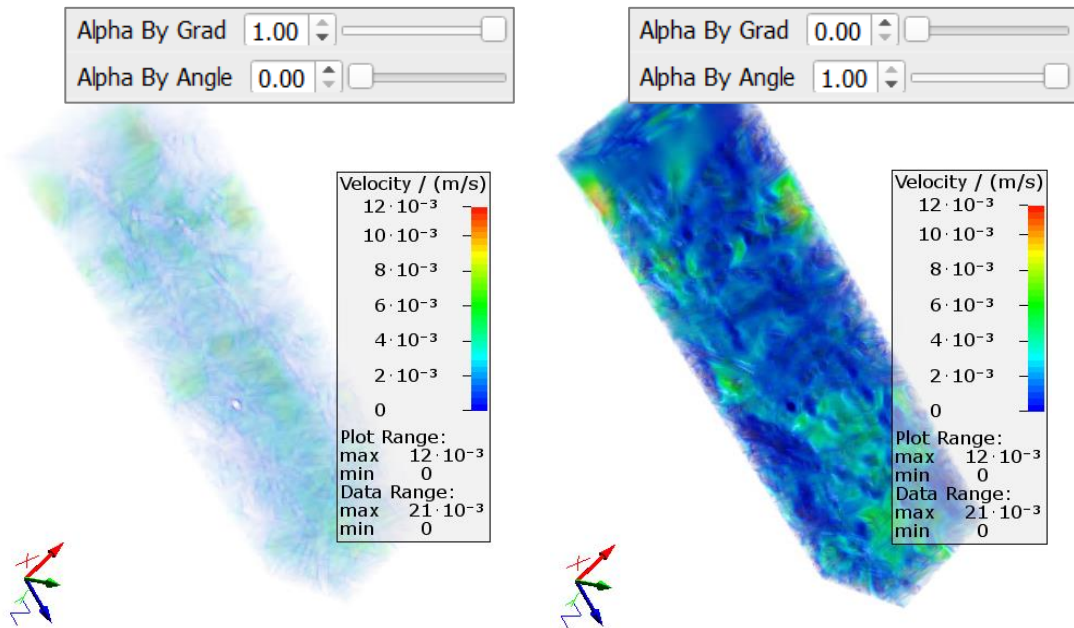 Alpha By Grad 1.00
Alpha By Angle 0.00
Velocity / (m/s)
12·10⁻³
10·10⁻³
8·10⁻³
6·10⁻³
4·10⁻³
2·10⁻³
0
Plot Range:
max 12·10⁻³
min 0
Data Range:
max 21·10⁻³
min 0
X
Y
Z
Alpha By Grad 0.00
Alpha By Angle 1.00
Velocity / (m/s)
12·10⁻³
10·10⁻³
8·10⁻³
6·10⁻³
4·10⁻³
2·10⁻³
0
Plot Range:
max 12·10⁻³
min 0
Data Range:
max 21·10⁻³
min 0
X
Y
Z